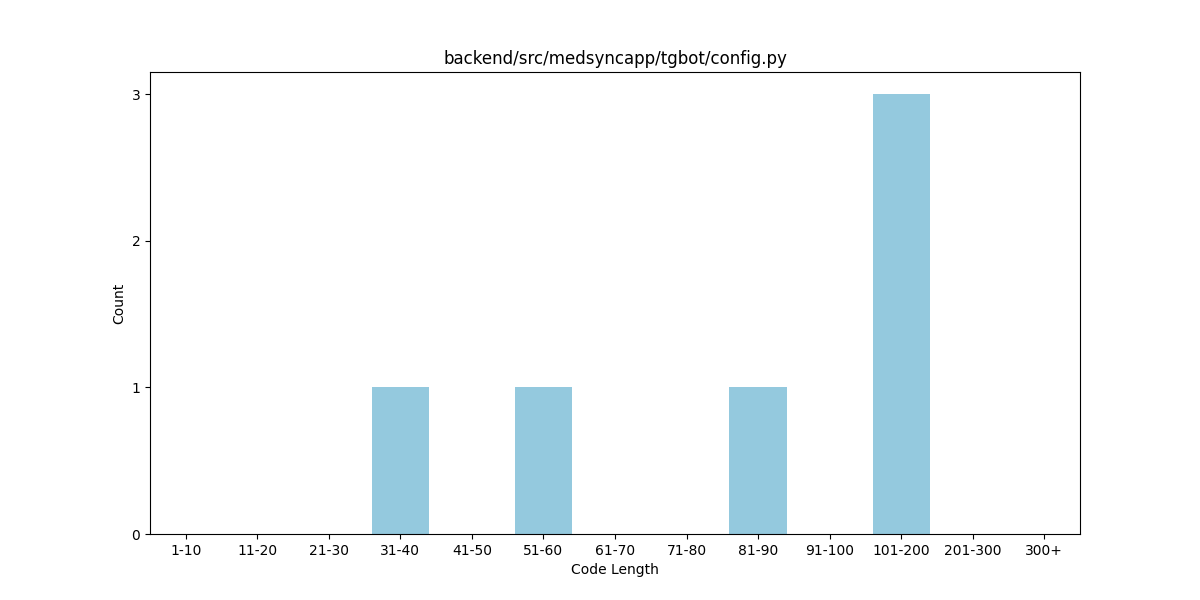 backend/src/medsyncapp/tgbot/config.py
3
2
1
0
Count
1-10 11-20 21-30 31-40 41-50 51-60 61-70 71-80 81-90 91-100 101-200 201-300 300+
Code Length